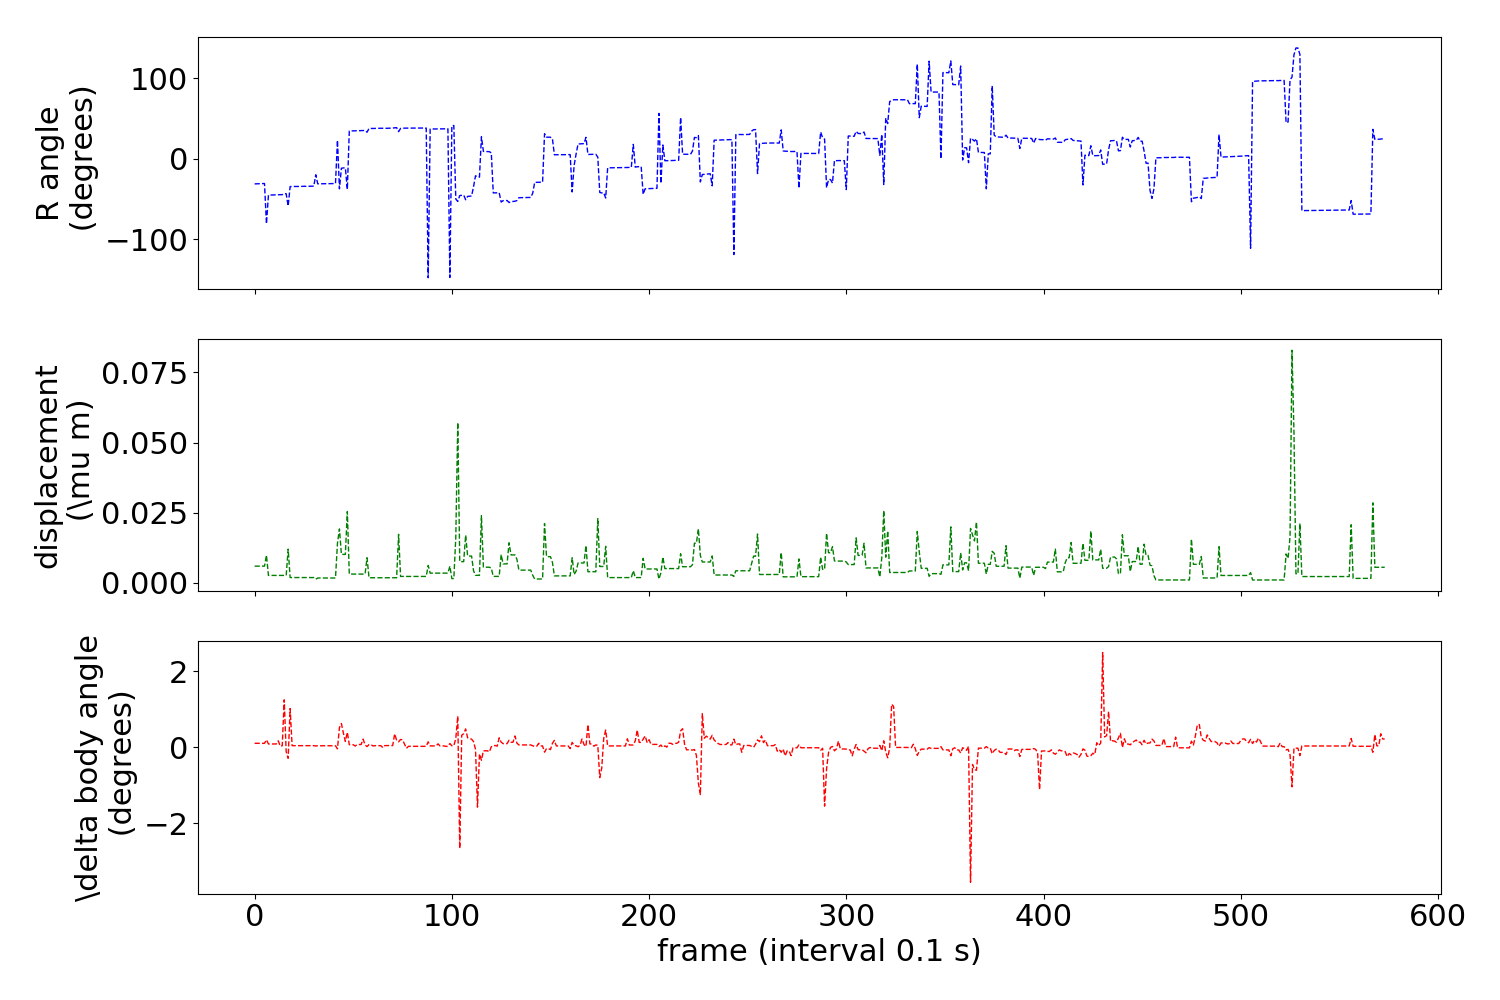 R angle
(degrees)
100
0
−100
displacement
(\mu m)
0.075
0.050
0.025
0.000
\delta body angle
(degrees)
2
0
−2
0 100 200 300 400 500 600
frame (interval 0.1 s)